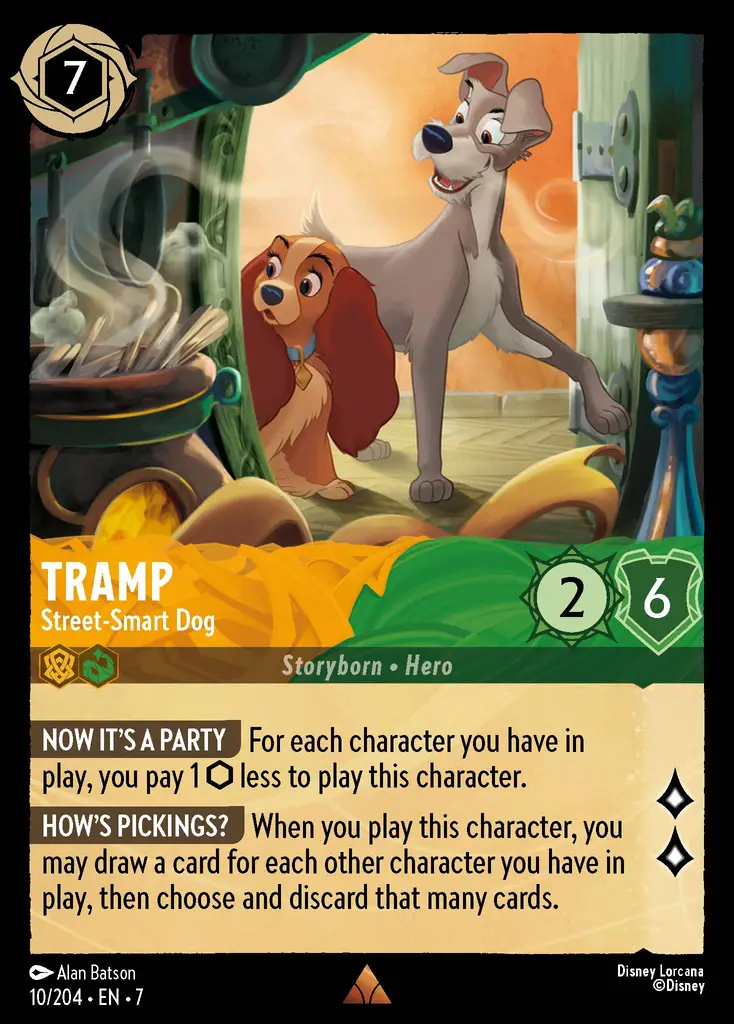 7
TRAMP
Street-Smart Dog
2
6
Storyborn • Hero
NOW IT'S A PARTY For each character you have in
play, you pay 1 ⬡ less to play this character.
HOW'S PICKINGS? When you play this character, you
may draw a card for each other character you have in
play, then choose and discard that many cards.
Alan Batson
10/204 • EN • 7
Disney Lorcana
©Disney